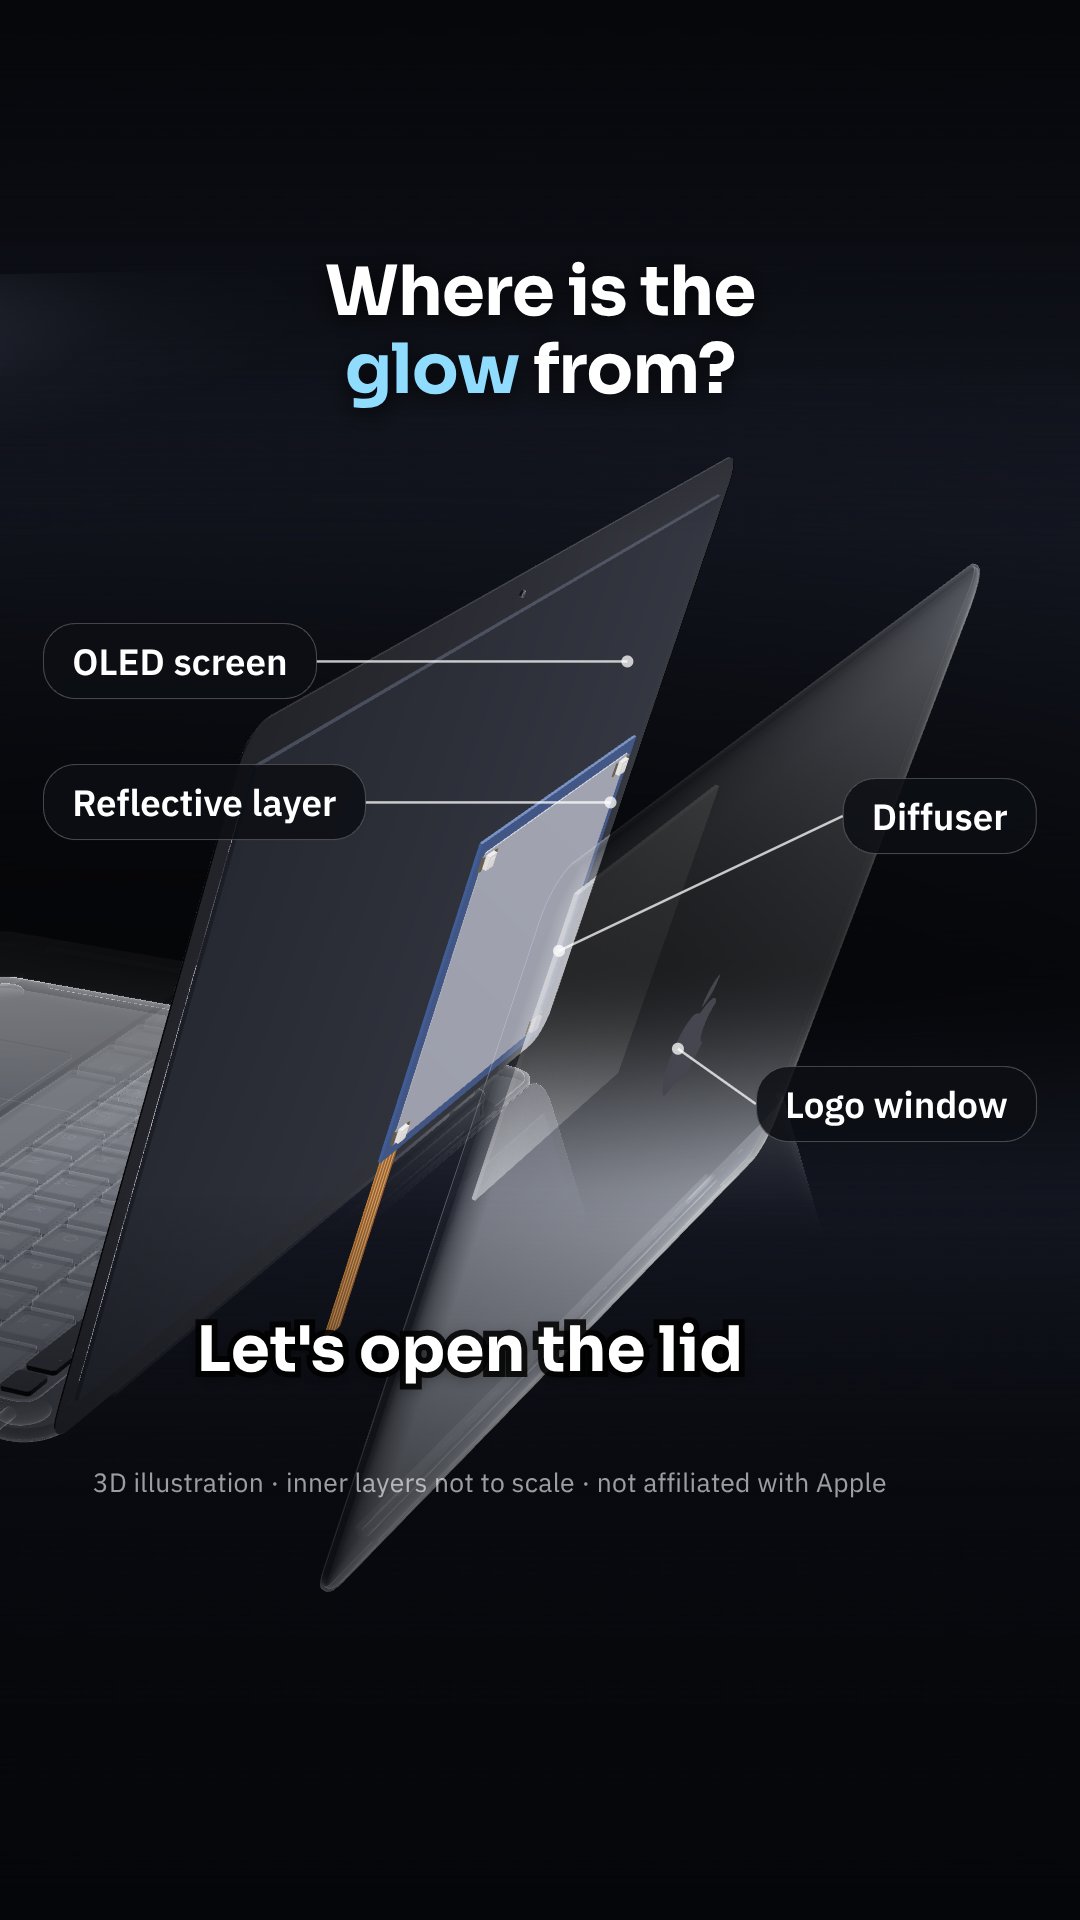 Where is the
glow from?
OLED screen
Reflective layer
Diffuser
Logo window
Let's open the lid
3D illustration · inner layers not to scale · not affiliated with Apple